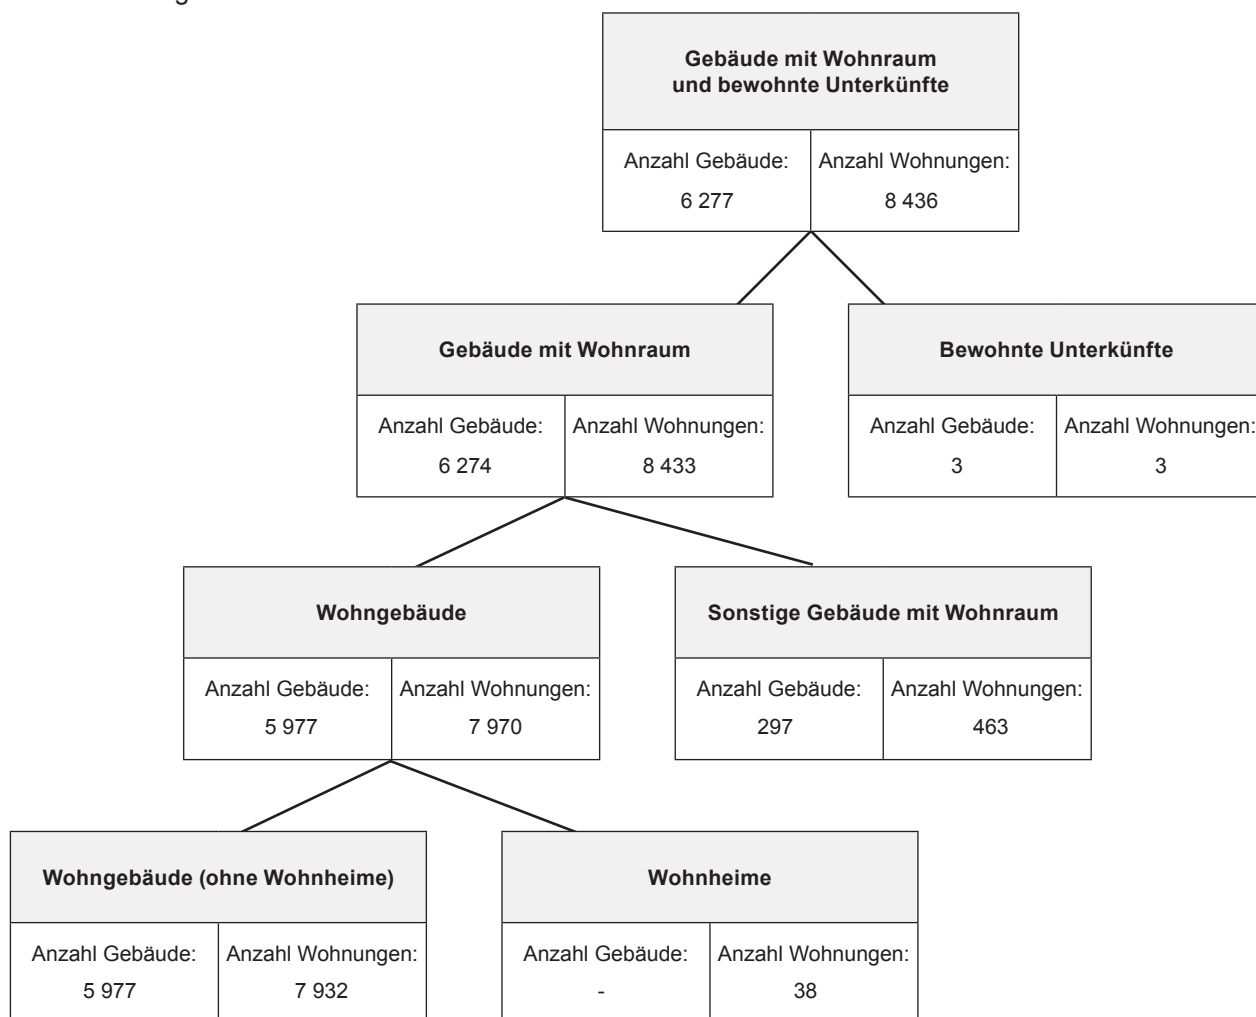 Gebäude mit Wohnraum
und bewohnte Unterkünfte
Anzahl Gebäude: Anzahl Wohnungen:
6 277 8 436
Gebäude mit Wohnraum Bewohnte Unterkünfte
Anzahl Gebäude: Anzahl Wohnungen: Anzahl Gebäude: Anzahl Wohnungen:
6 274 8 433 3 3
Wohngebäude Sonstige Gebäude mit Wohnraum
Anzahl Gebäude: Anzahl Wohnungen: Anzahl Gebäude: Anzahl Wohnungen:
5 977 7 970 297 463
Wohngebäude (ohne Wohnheime) Wohnheime
Anzahl Gebäude: Anzahl Wohnungen: Anzahl Gebäude: Anzahl Wohnungen:
5 977 7 932 - 38